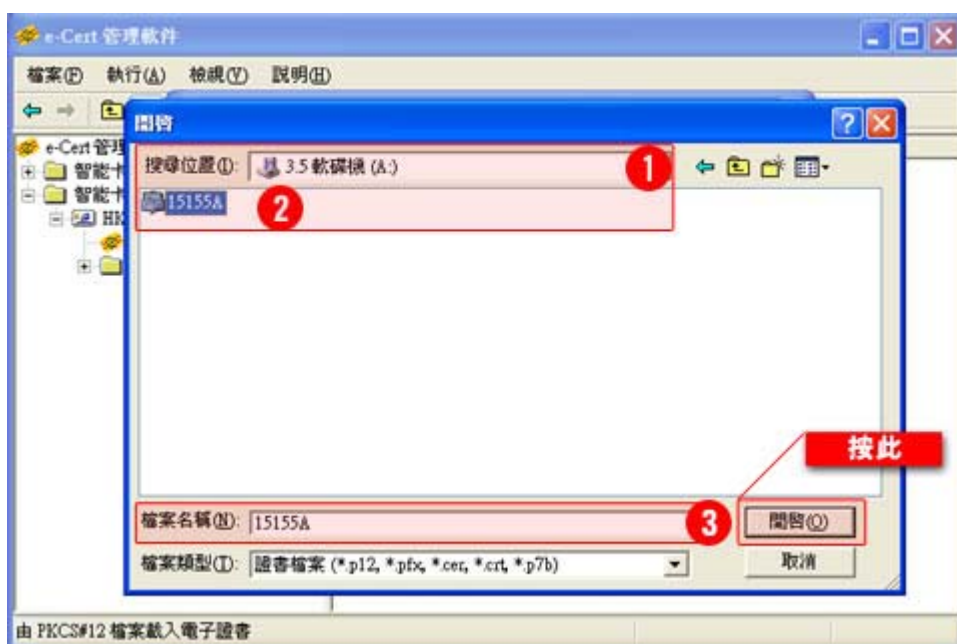 e-Cert 管理軟件
檔案(F) 執行(A) 檢視(V) 説明(H)
開啓
e-Cert 管理
搜尋位置(I): 3.5 軟碟機 (A:)
1
智能卡
15155A
2
智能卡
HK
檔案名稱(N): 15155A
3
按此
開啓(O)
檔案類型(T): 證書檔案 (*.p12, *.pfx, *.cer, *.crt, *.p7b)
取消
由 PKCS#12 檔案載入電子證書